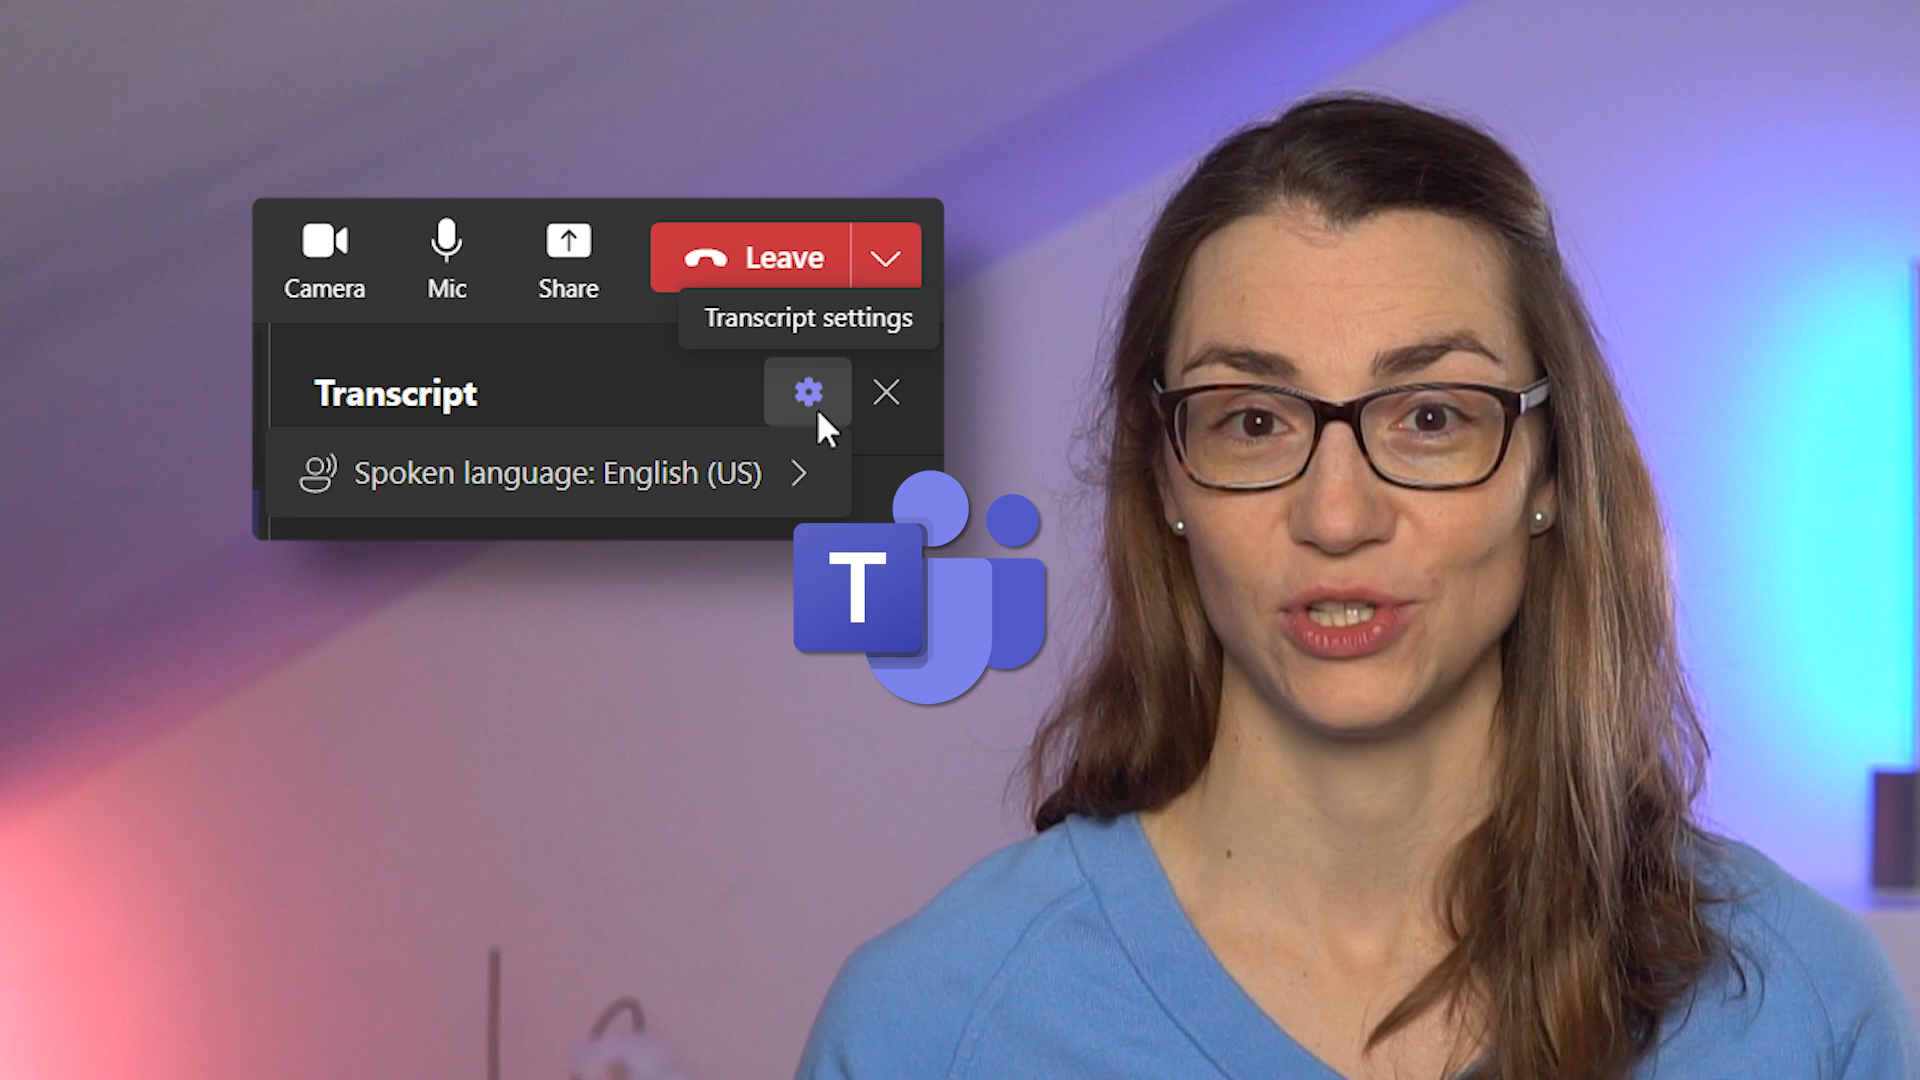 Camera
Mic
Share
Leave
Transcript settings
Transcript
Spoken language: English (US)
T